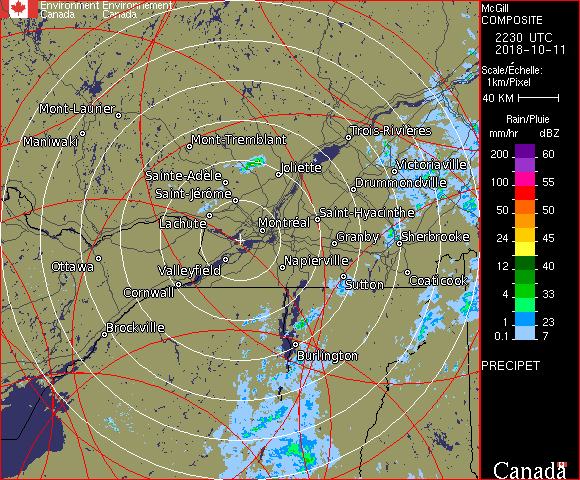 Environment Environnement
Canada Canada
McGill
COMPOSITE
2230 UTC
2018-10-11
Scale/Échelle:
1km/Pixel
40 KM
Rain/Pluie
mm/hr dBZ
200 60
100 55
50 50
24 45
12 40
4 33
1 23
0.1 7
PRECIPET
Canada
Mont-Laurier
Maniwaki
Mont-Tremblant
Trois-Rivières
Sainte-Adèle
Joliette
Victoriaville
Saint-Jérôme
Drummondville
Lachute
Montréal
Saint-Hyacinthe
Granby
Sherbrooke
Ottawa
Valleyfield
Napierville
Cornwall
Sutton
Coaticook
Brockville
Burlington